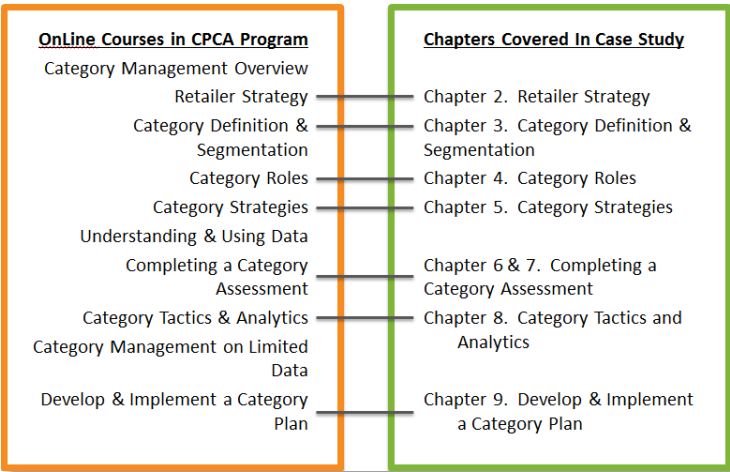 OnLine Courses in CPCA Program
Category Management Overview
Retailer Strategy
Category Definition &
Segmentation
Category Roles
Category Strategies
Understanding & Using Data
Completing a Category
Assessment
Category Tactics & Analytics
Category Management on Limited
Data
Develop & Implement a Category
Plan
Chapters Covered In Case Study
Chapter 2. Retailer Strategy
Chapter 3. Category Definition &
Segmentation
Chapter 4. Category Roles
Chapter 5. Category Strategies
Chapter 6 & 7. Completing a
Category Assessment
Chapter 8. Category Tactics and
Analytics
Chapter 9. Develop & Implement
a Category Plan